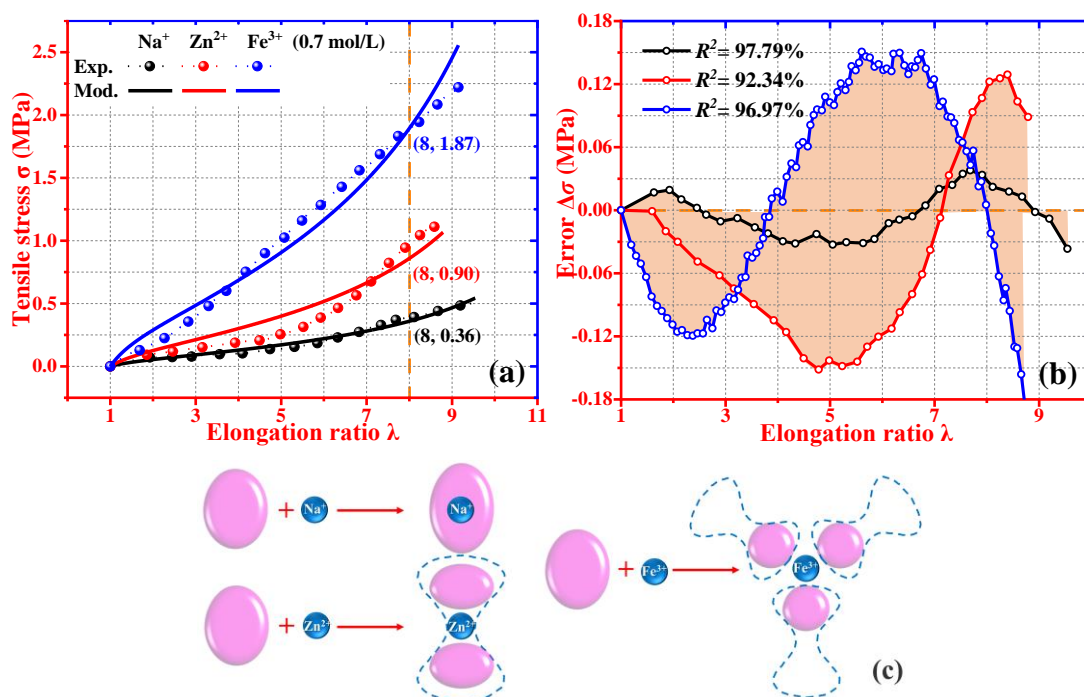 Na⁺ Zn²⁺ Fe³⁺ (0.7 mol/L)
Exp.
Mod.
2.5
2.0
1.5
1.0
0.5
0.0
Tensile stress σ (MPa)
(8, 1.87)
(8, 0.90)
(8, 0.36)
(a)
1 3 5 7 9 11
Elongation ratio λ
0.18
0.12
0.06
0.00
-0.06
-0.12
-0.18
Error Δσ (MPa)
R²= 97.79%
R²= 92.34%
R²= 96.97%
(b)
1 3 5 7 9
Elongation ratio λ
+ Na⁺ Na⁺
+ Zn²⁺ Zn²⁺
+ Fe³⁺ Fe³⁺
(c)